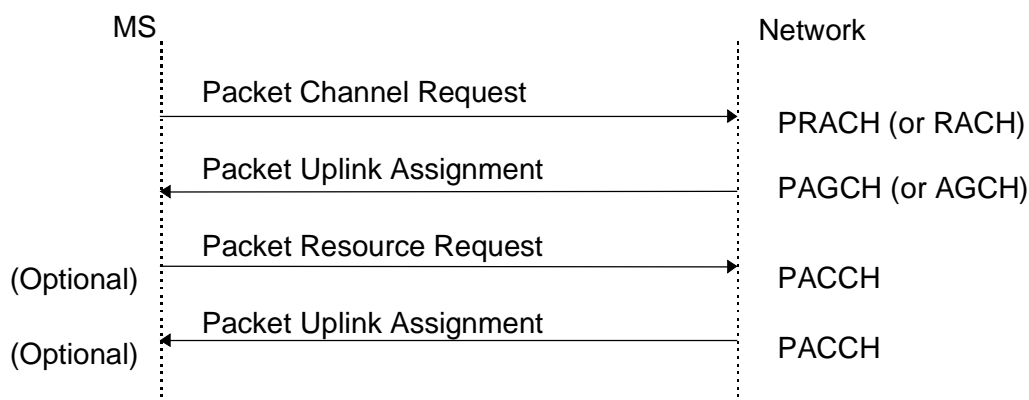 MS
Network
Packet Channel Request
PRACH (or RACH)
Packet Uplink Assignment
PAGCH (or AGCH)
Packet Resource Request
(Optional)
PACCH
Packet Uplink Assignment
(Optional)
PACCH